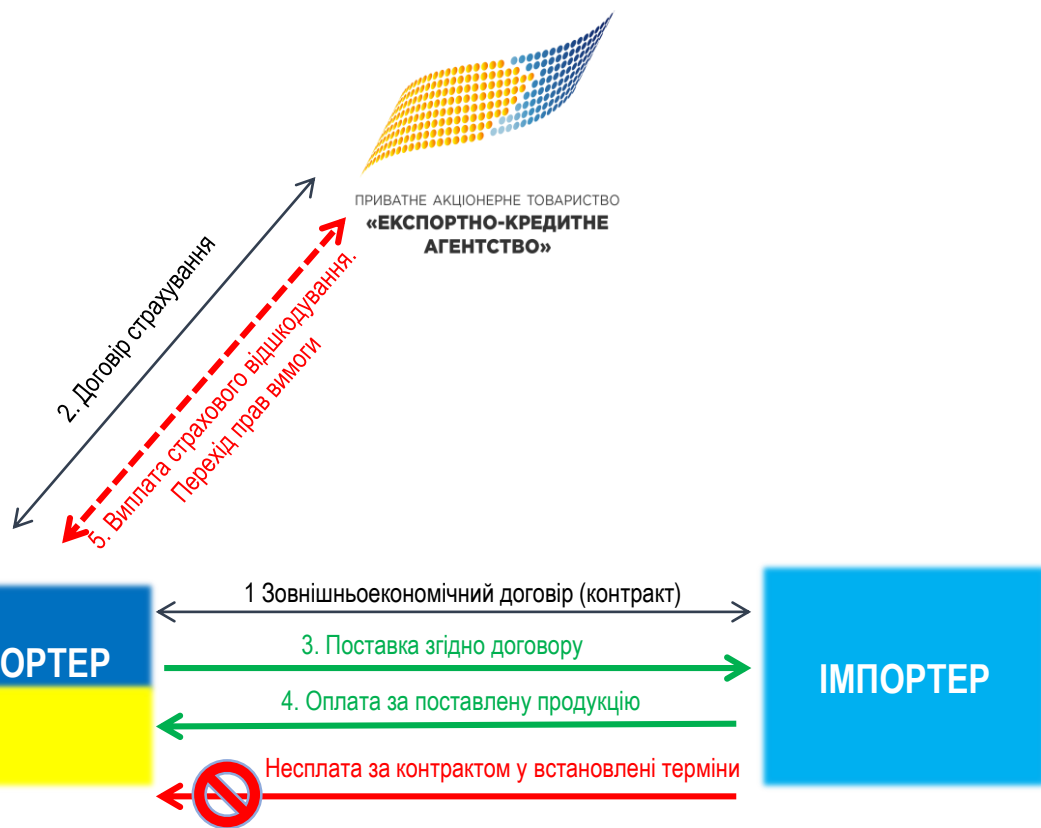 ПРИВАТНЕ АКЦІОНЕРНЕ ТОВАРИСТВО
«ЕКСПОРТНО-КРЕДИТНЕ
АГЕНТСТВО»
2. Договір страхування
5. Виплата страхового відшкодування.
Перехід прав вимоги
1 Зовнішньоекономічний договір (контракт)
3. Поставка згідно договору
ОРТЕР
ІМПОРТЕР
4. Оплата за поставлену продукцію
Несплата за контрактом у встановлені терміни